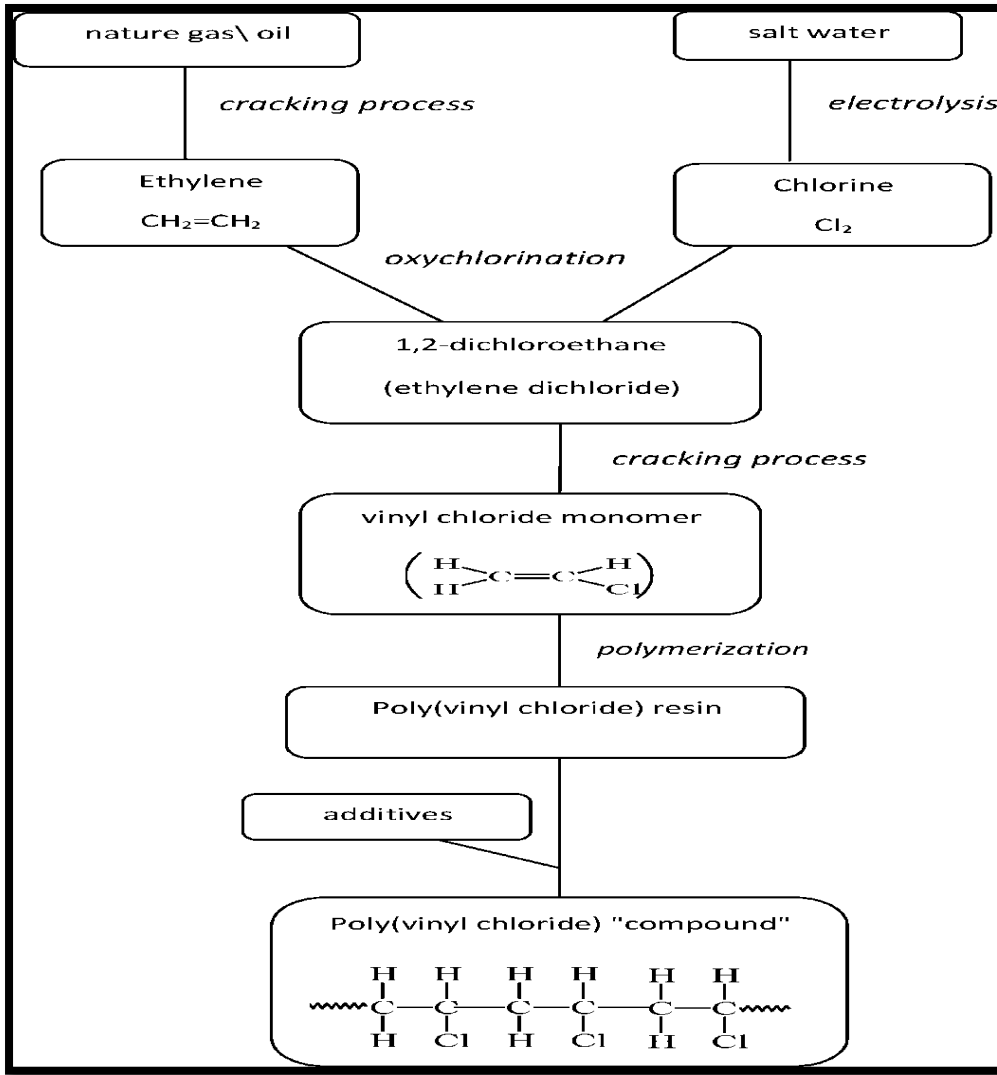 nature gas\ oil
salt water
cracking process
electrolysis
Ethylene
CH₂=CH₂
Chlorine
Cl₂
oxychlorination
1,2-dichloroethane
(ethylene dichloride)
cracking process
vinyl chloride monomer
H H
C=C
H Cl
polymerization
Poly(vinyl chloride) resin
additives
Poly(vinyl chloride) "compound"
H H H H H H
C C C C C C
H Cl H Cl H Cl